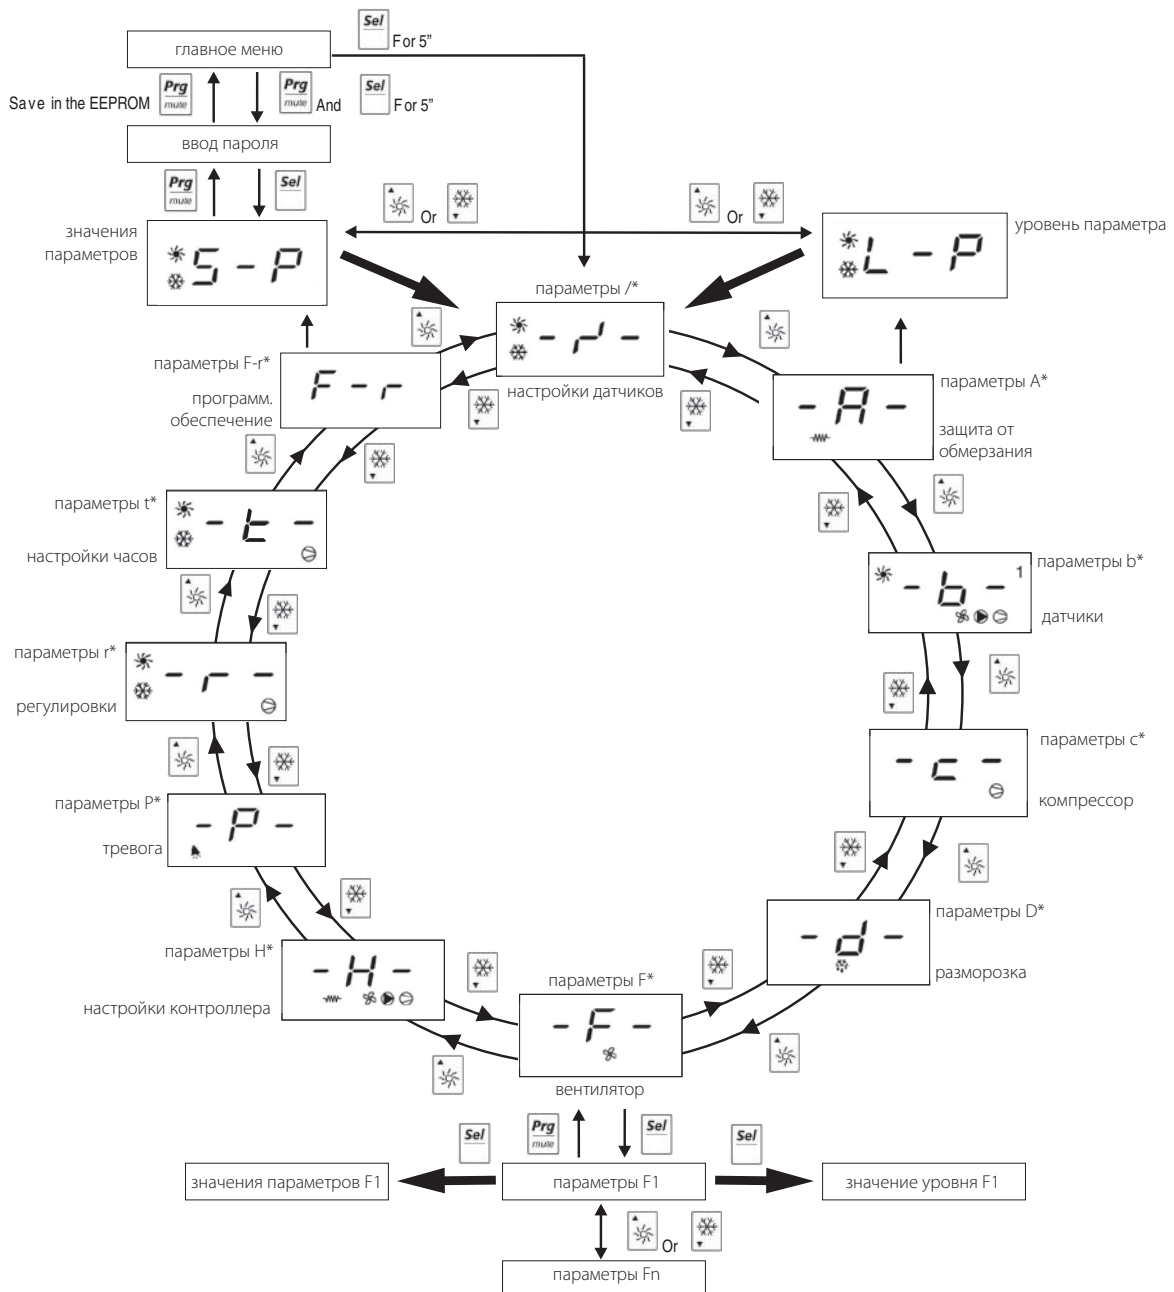 Sel
For 5"
главное меню
Save in the EEPROM
Prg
mute
Prg
mute
And
Sel
For 5"
ввод пароля
Prg
mute
Sel
Or
Or
значения
параметров
S - P
уровень параметра
L - P
параметры /*
- / -
настройки датчиков
параметры F-r*
F - r
программ.
обеспечение
параметры A*
- A -
защита от
обмерзания
параметры t*
- t -
настройки часов
параметры b*
- b -
1
датчики
параметры r*
- r -
регулировки
параметры c*
- c -
компрессор
параметры P*
- P -
тревога
параметры D*
- d -
разморозка
параметры H*
- H -
настройки контроллера
параметры F*
- F -
вентилятор
Sel
Prg
mute
Sel
Sel
значения параметров F1
параметры F1
значение уровня F1
Or
параметры Fn